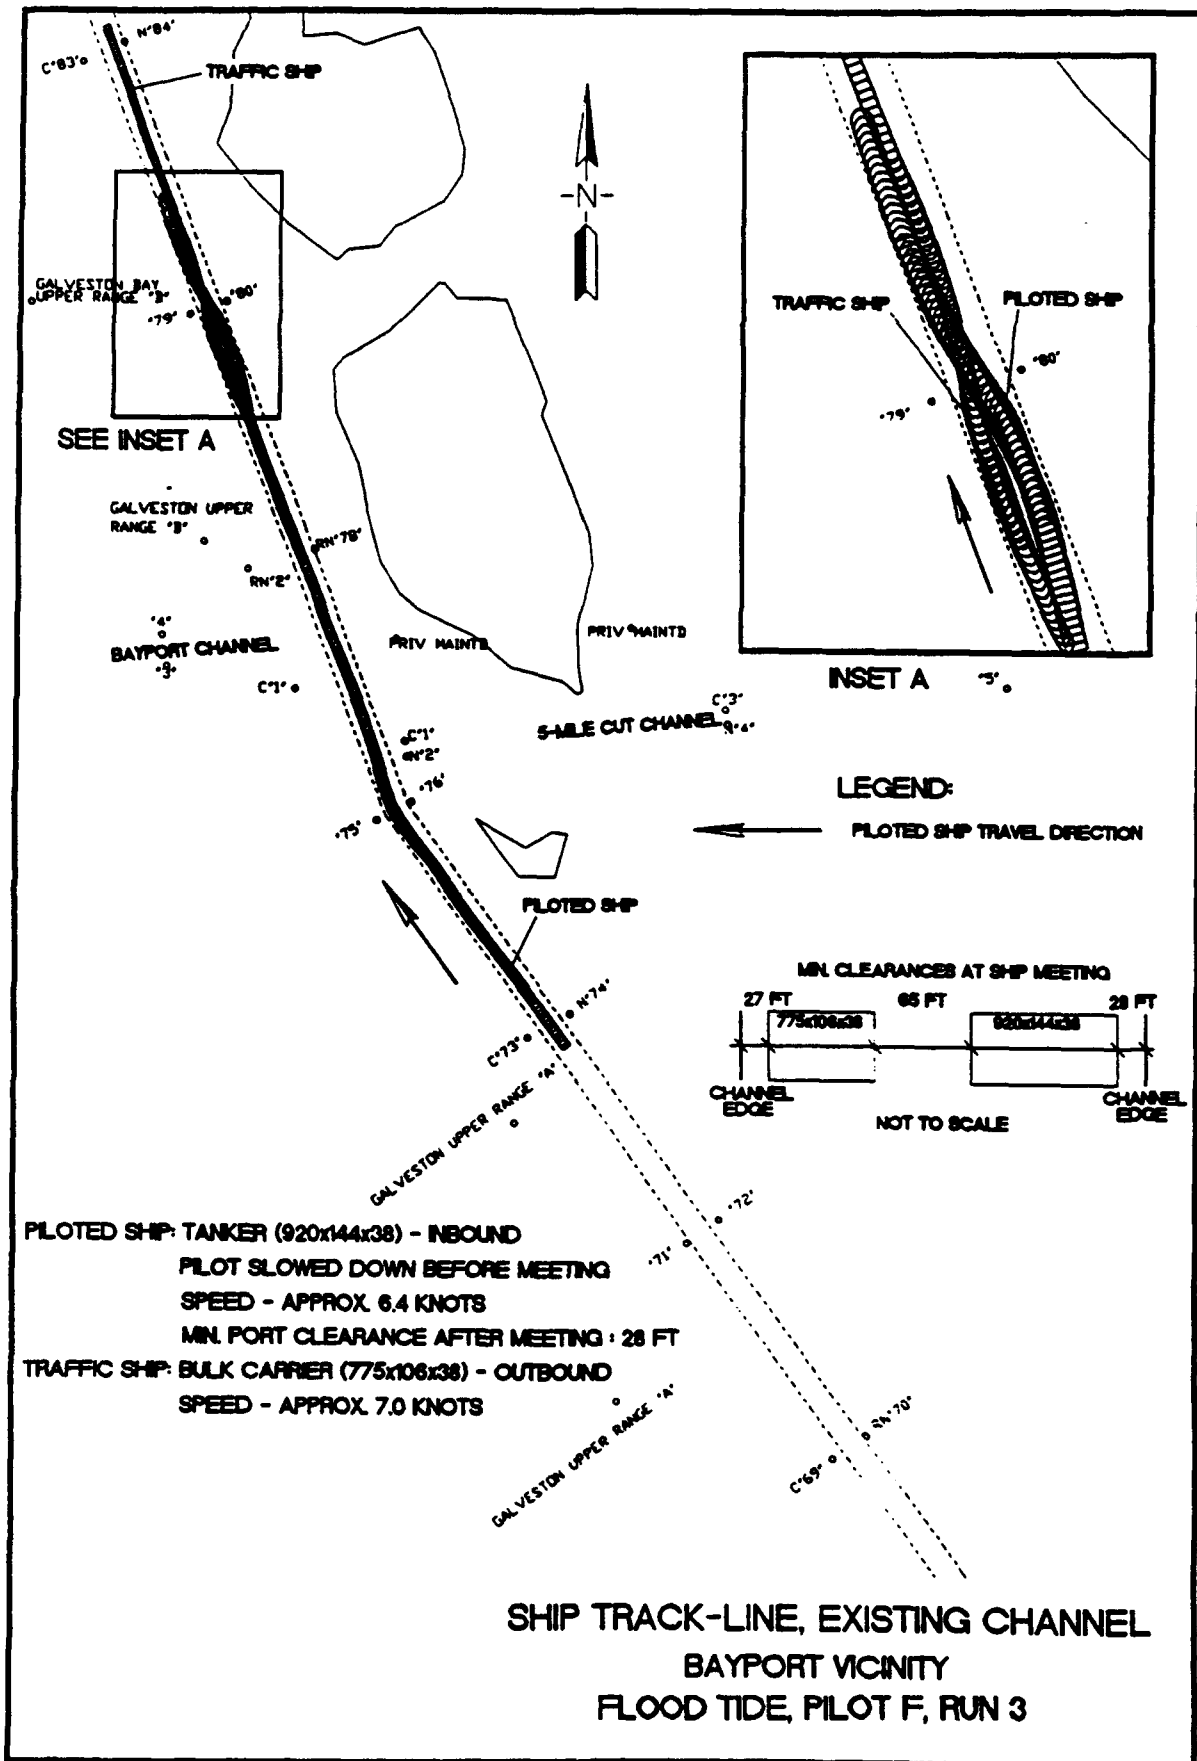 N"84"
C"83"
TRAFFIC SHIP
-N-
GALVESTON BAY
UPPER RANGE "B"
"80"
"79"
SEE INSET A
TRAFFIC SHIP
PILOTED SHIP
"80"
"79"
INSET A
GALVESTON UPPER
RANGE "B"
RN"78"
RN"2"
"4"
BAYPORT CHANNEL
"3"
C"1"
PRIV MAINTD
PRIV MAINTD
"5"
C"3"
5-MILE CUT CHANNEL
"4"
C"1"
N"2"
"76"
"75"
LEGEND:
PILOTED SHIP TRAVEL DIRECTION
PILOTED SHIP
N"74"
C"73"
MIN. CLEARANCES AT SHIP MEETING
27 FT
65 FT
28 FT
775x106x38
920x144x38
CHANNEL
EDGE
CHANNEL
EDGE
NOT TO SCALE
GALVESTON UPPER RANGE "A"
"72"
"71"
PILOTED SHIP: TANKER (920x144x38) - INBOUND
PILOT SLOWED DOWN BEFORE MEETING
SPEED - APPROX. 6.4 KNOTS
MIN. PORT CLEARANCE AFTER MEETING : 28 FT
TRAFFIC SHIP: BULK CARRIER (775x106x38) - OUTBOUND
SPEED - APPROX. 7.0 KNOTS
GALVESTON UPPER RANGE "A"
C"69"
SHIP TRACK-LINE, EXISTING CHANNEL
BAYPORT VICINITY
FLOOD TIDE, PILOT F, RUN 3